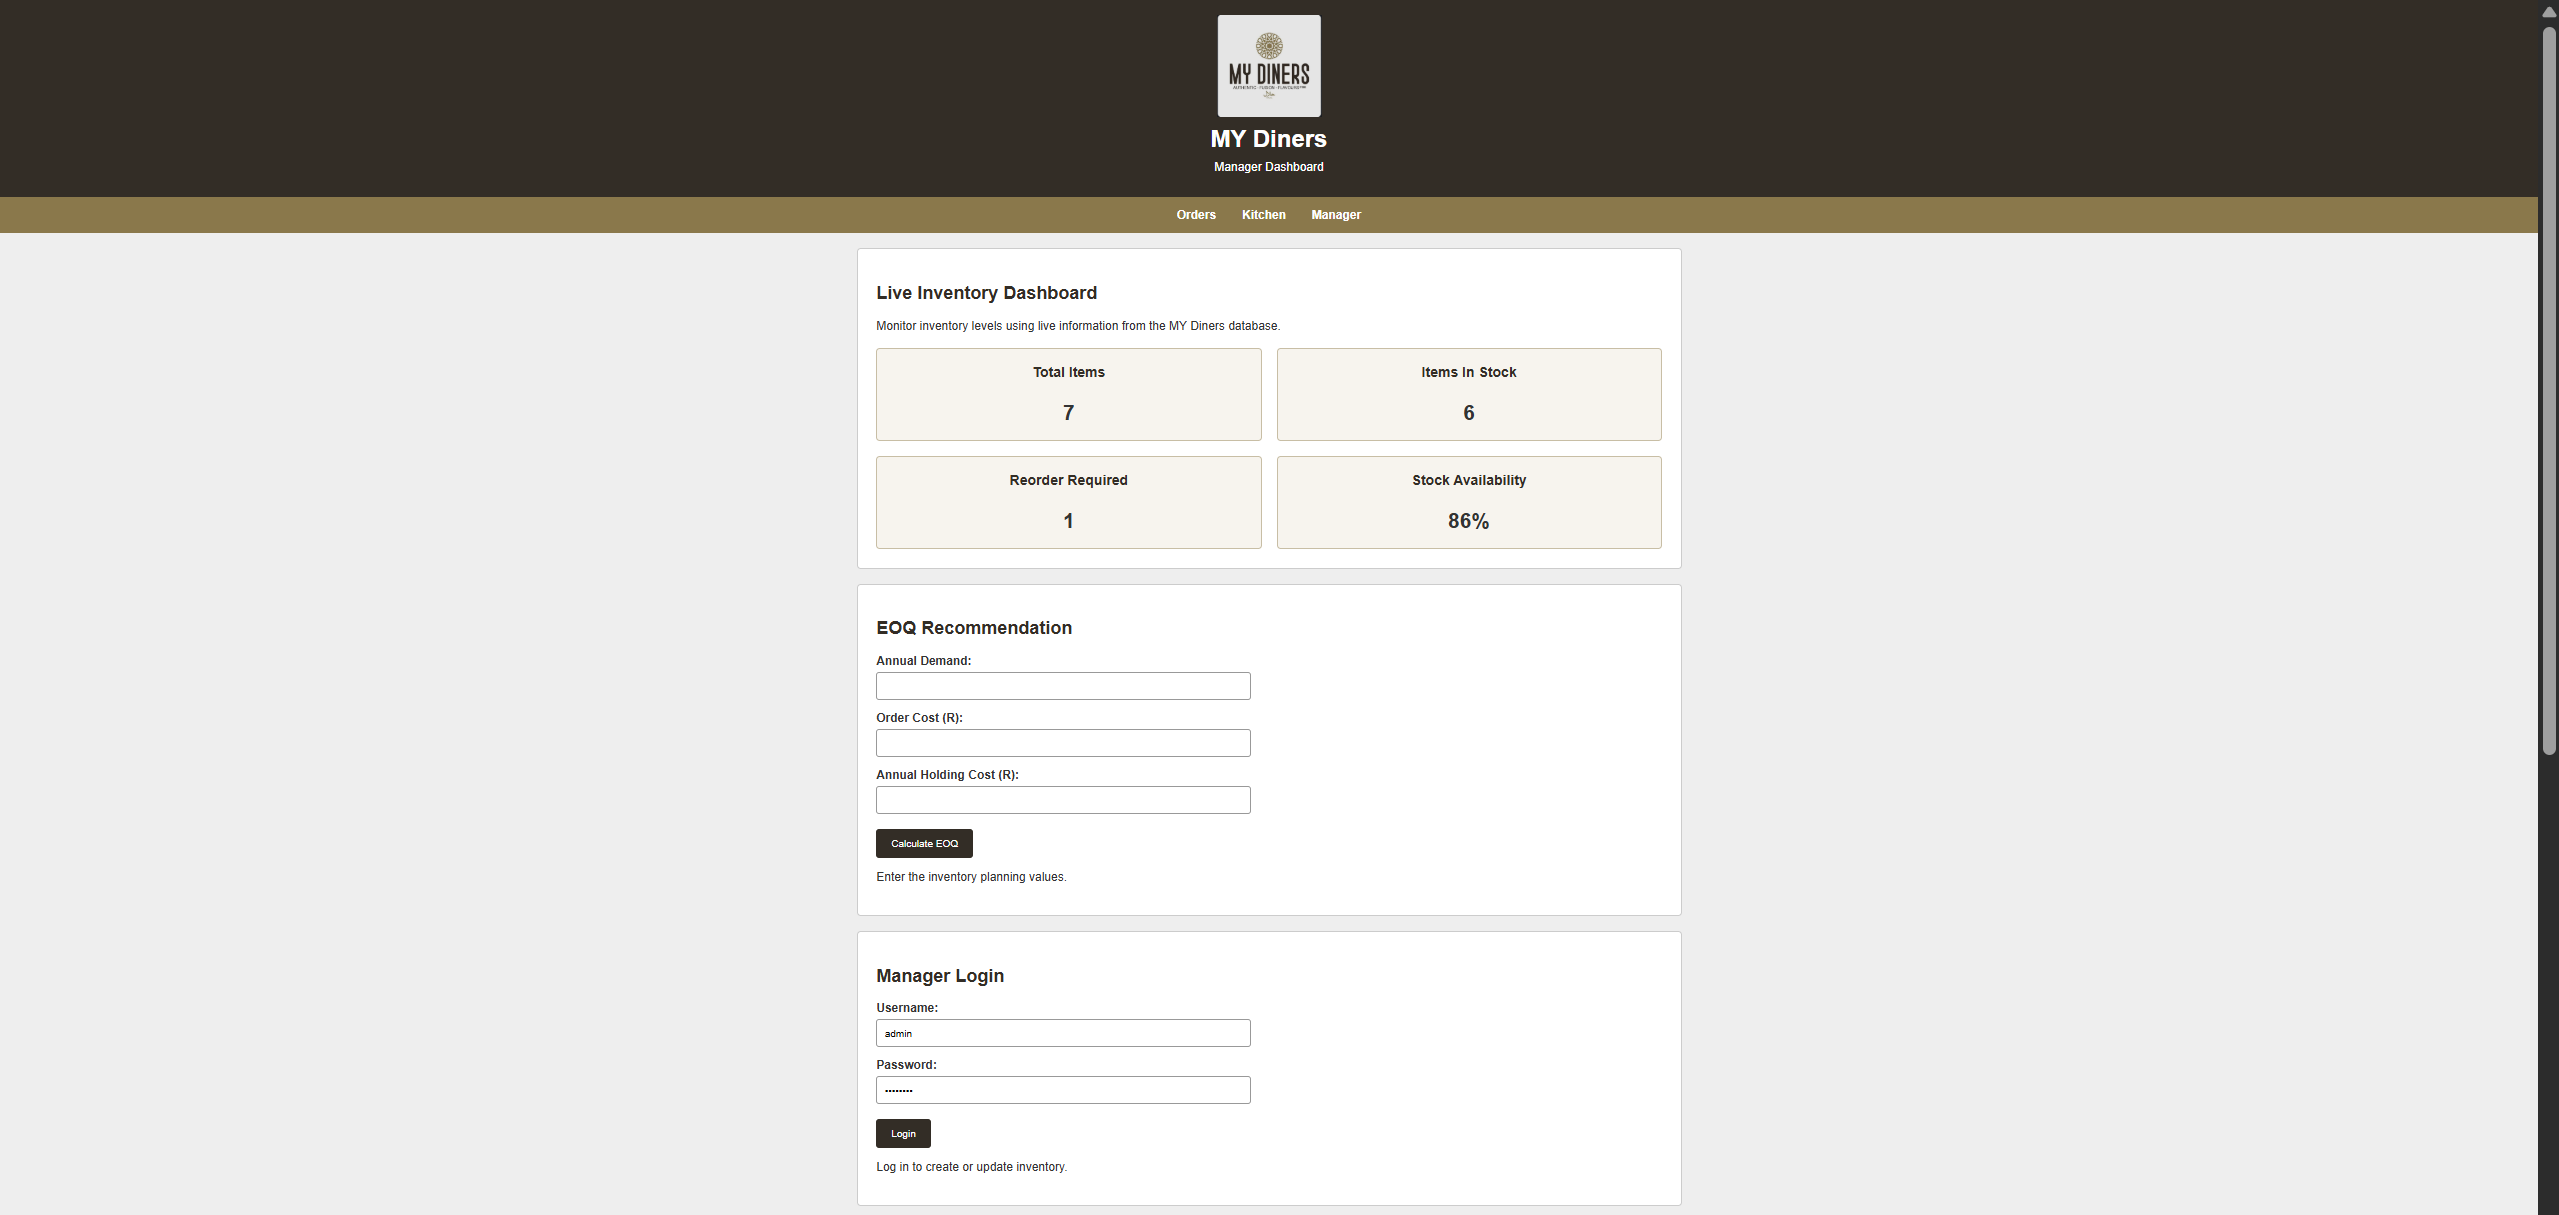 MY DINERS
AUTHENTIC · FUSION · FLAVOURS
MY Diners
Manager Dashboard
Orders Kitchen Manager
Live Inventory Dashboard
Monitor inventory levels using live information from the MY Diners database.
Total Items
7
Items In Stock
6
Reorder Required
1
Stock Availability
86%
EOQ Recommendation
Annual Demand:
Order Cost (R):
Annual Holding Cost (R):
Calculate EOQ
Enter the inventory planning values.
Manager Login
Username:
admin
Password:
••••••••
Login
Log in to create or update inventory.